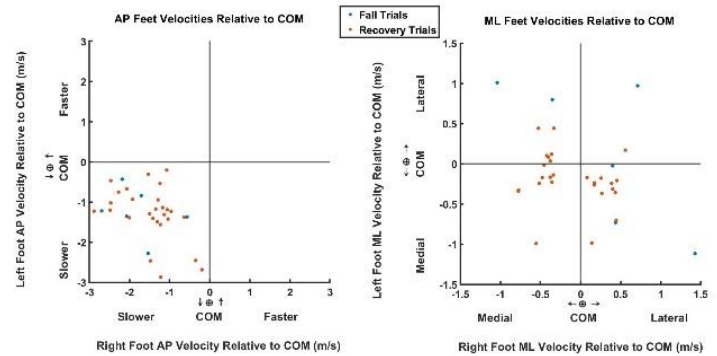 AP Feet Velocities Relative to COM
Fall Trials
Recovery Trials
ML Feet Velocities Relative to COM
Left Foot AP Velocity Relative to COM (m/s)
Slower
COM
Faster
↓⊕↑
3
2
1
0
-1
-2
-3
-3
-2
-1
0
1
2
3
↓⊕↑
Slower
COM
Faster
Right Foot AP Velocity Relative to COM (m/s)
Left Foot ML Velocity Relative to COM (m/s)
Medial
COM
Lateral
←⊕→
1.5
1
0.5
0
-0.5
-1
-1.5
-1.5
-1
-0.5
0
0.5
1
1.5
←⊕→
Medial
COM
Lateral
Right Foot ML Velocity Relative to COM (m/s)